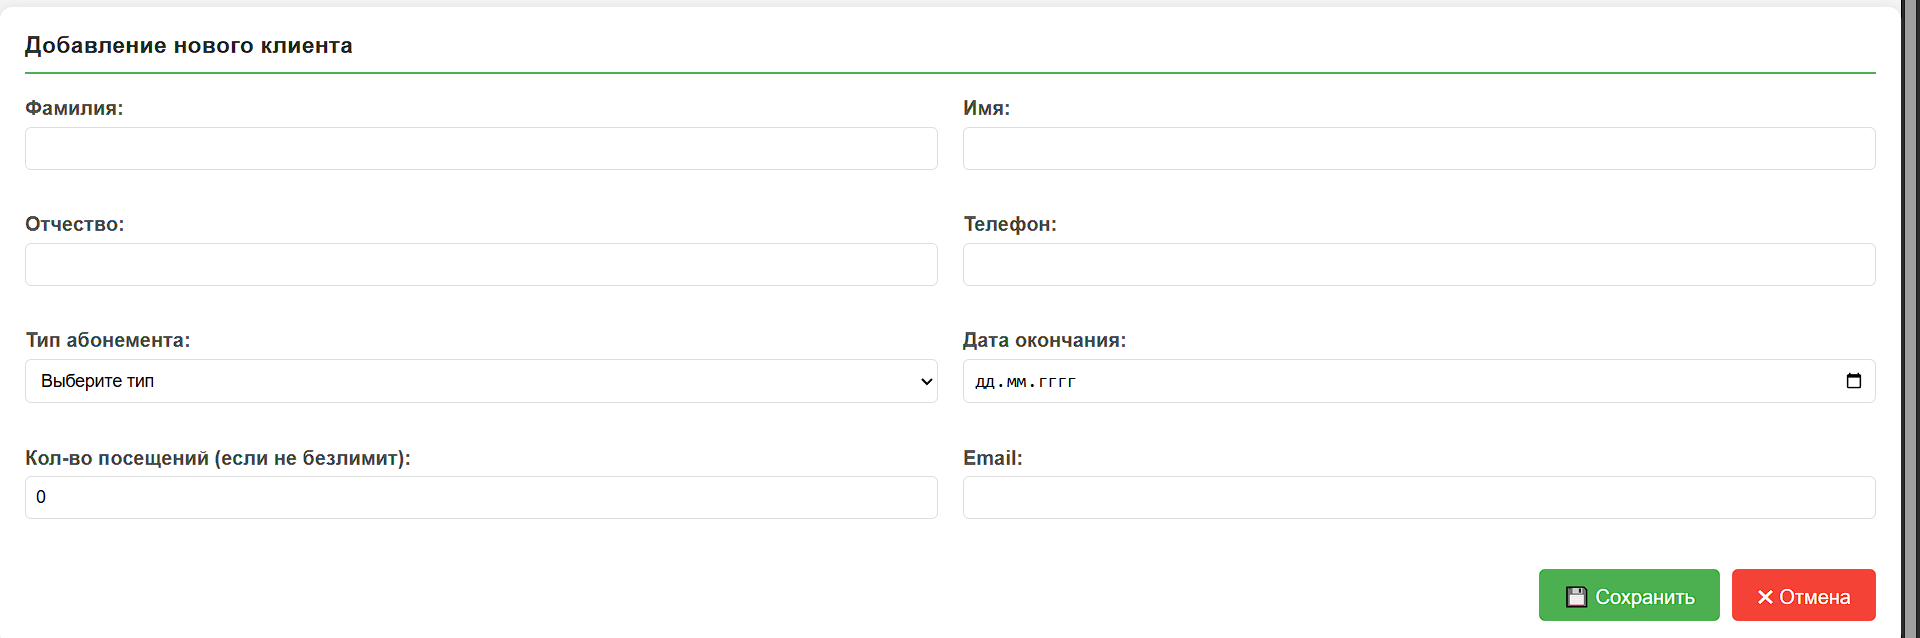 Добавление нового клиента
Фамилия:
Имя:
Отчество:
Телефон:
Тип абонемента:
Дата окончания:
Выберите тип
дд.мм.гггг
Кол-во посещений (если не безлимит):
Email:
0
💾 Сохранить
✕ Отмена